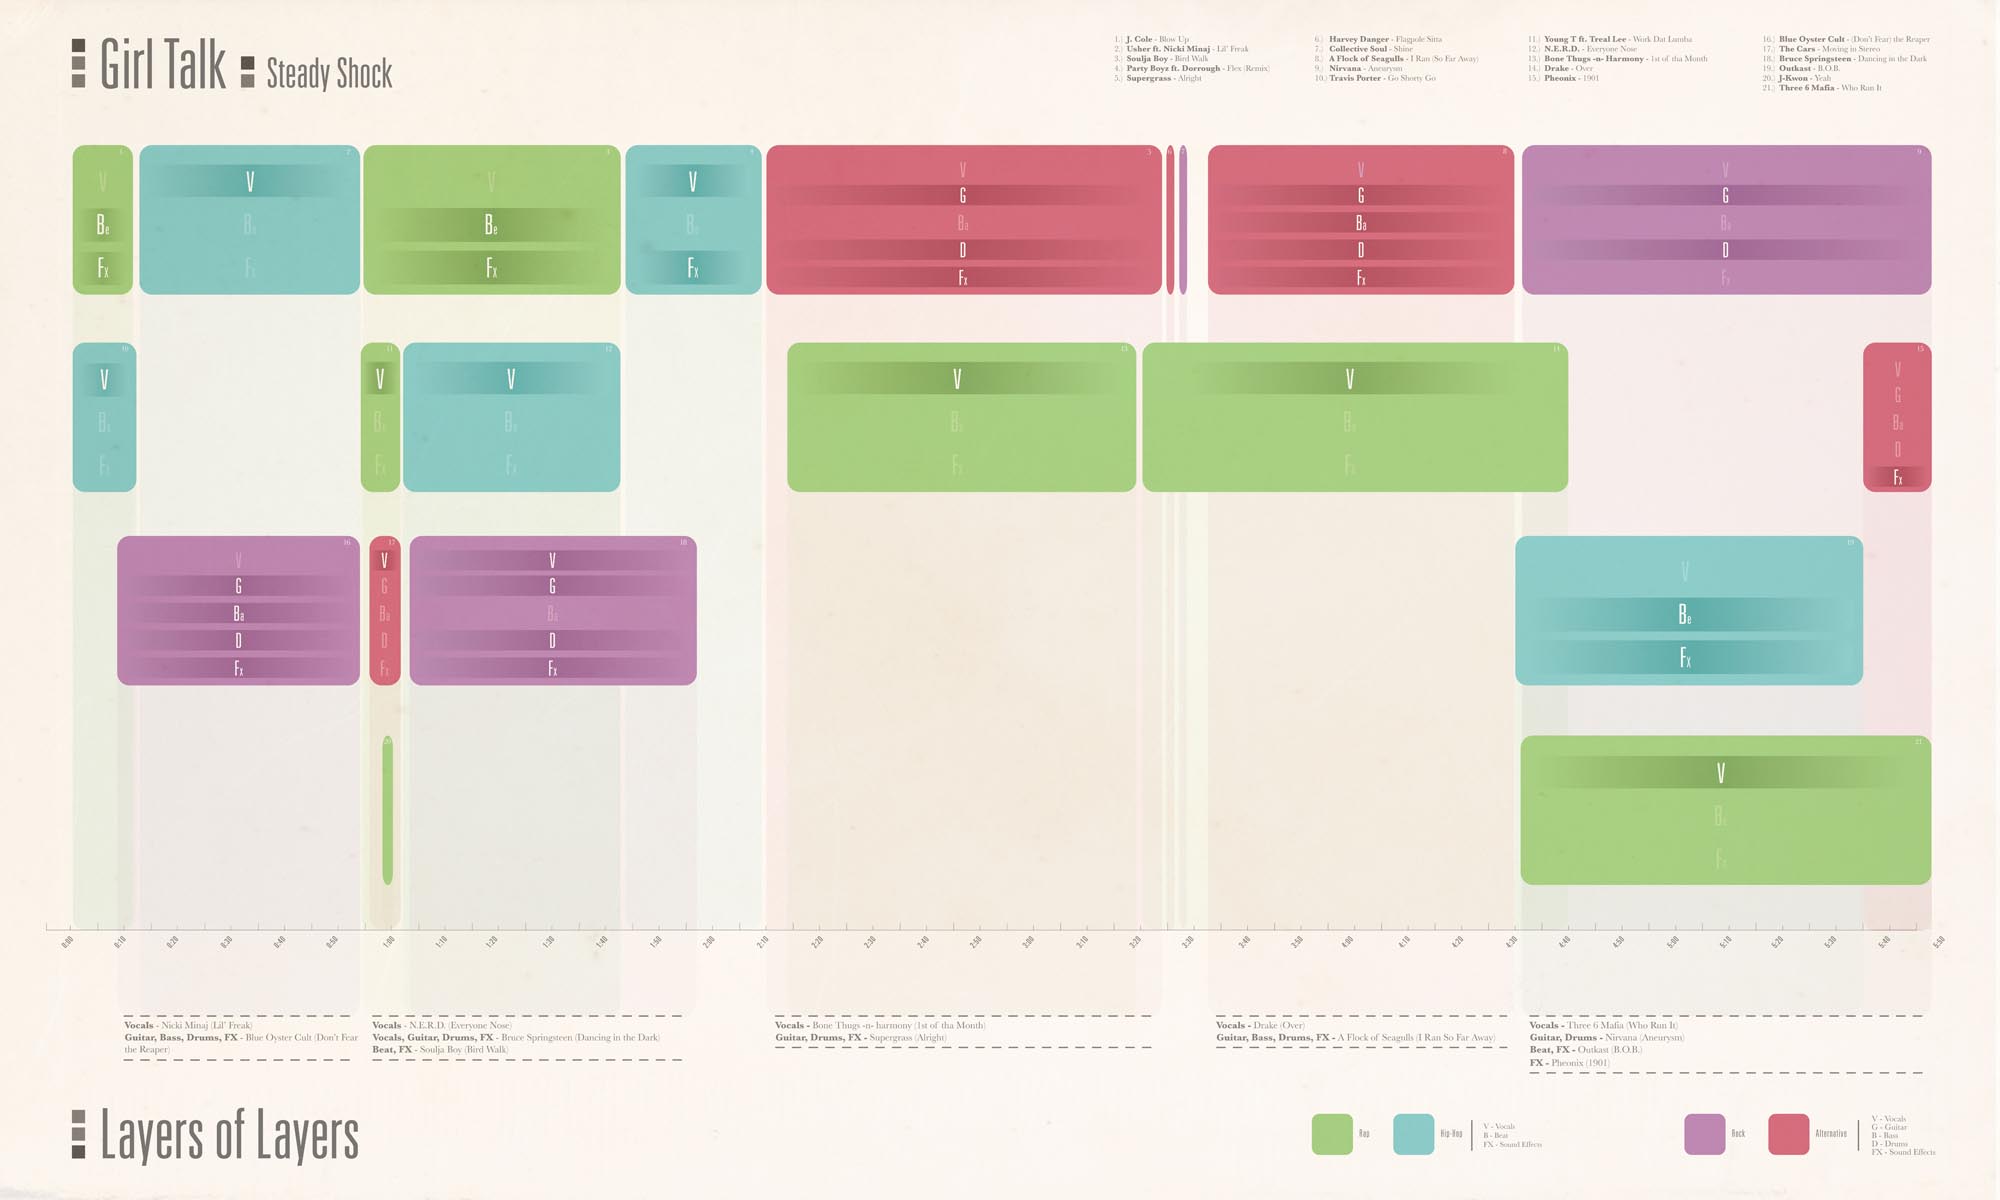 Girl Talk Steady Shock
1.) J. Cole - Blow Up
2.) Usher ft. Nicki Minaj - Lil' Freak
3.) Soulja Boy - Bird Walk
4.) Party Boyz ft. Dorrough - Flex (Remix)
5.) Supergrass - Alright
6.) Harvey Danger - Flagpole Sitta
7.) Collective Soul - Shine
8.) A Flock of Seagulls - I Ran (So Far Away)
9.) Nirvana - Aneurysm
10.) Travis Porter - Go Shorty Go
11.) Young T ft. Treal Lee - Work Dat Lumba
12.) N.E.R.D. - Everyone Nose
13.) Bone Thugs -n- Harmony - 1st of tha Month
14.) Drake - Over
15.) Pheonix - 1901
16.) Blue Oyster Cult - (Don't Fear) the Reaper
17.) The Cars - Moving in Stereo
18.) Bruce Springsteen - Dancing in the Dark
19.) Outkast - B.O.B.
20.) J-Kwon - Yeah
21.) Three 6 Mafia - Who Run It
1 2 3 4 5 6 7 8 9
V V V V V V V
G G G
Be Be Be Be Ba Ba Ba
D D D
Fx Fx Fx Fx Fx Fx Fx
10 11 12 13 14 15
V V V V V V
G
Be Be Be Be Be Ba
D
Fx Fx Fx Fx Fx Fx
16 17 18 19
V V V V
G G G
Ba Ba Ba Be
D D D
Fx Fx Fx Fx
20 21
V
Be
Fx
0:00 0:10 0:20 0:30 0:40 0:50 1:00 1:10 1:20 1:30 1:40 1:50 2:00 2:10 2:20 2:30 2:40 2:50 3:00 3:10 3:20 3:30 3:40 3:50 4:00 4:10 4:20 4:30 4:40 4:50 5:00 5:10 5:20 5:30 5:40 5:50
Vocals - Nicki Minaj (Lil' Freak)
Guitar, Bass, Drums, FX - Blue Oyster Cult (Don't Fear
the Reaper)
Vocals - N.E.R.D. (Everyone Nose)
Vocals, Guitar, Drums, FX - Bruce Springsteen (Dancing in the Dark)
Beat, FX - Soulja Boy (Bird Walk)
Vocals - Bone Thugs -n- harmony (1st of tha Month)
Guitar, Drums, FX - Supergrass (Alright)
Vocals - Drake (Over)
Guitar, Bass, Drums, FX - A Flock of Seagulls (I Ran So Far Away)
Vocals - Three 6 Mafia (Who Run It)
Guitar, Drums - Nirvana (Aneurysm)
Beat, FX - Outkast (B.O.B.)
FX - Pheonix (1901)
Layers of Layers
Rap
Hip-Hop
V - Vocals
B - Beat
FX - Sound Effects
Rock
Alternative
V - Vocals
G - Guitar
B - Bass
D - Drums
FX - Sound Effects